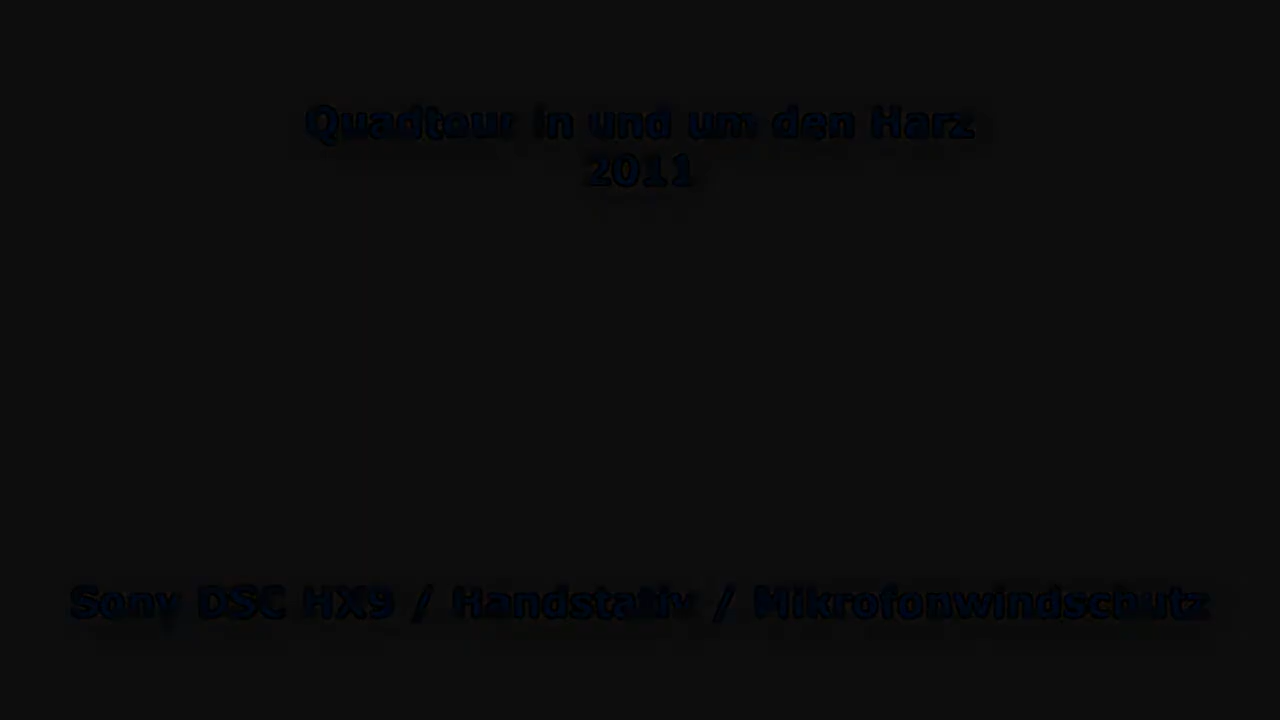 Quadtour in und um den Harz
2011
Sony DSC HX9 / Handstativ / Mikrofonwindschutz